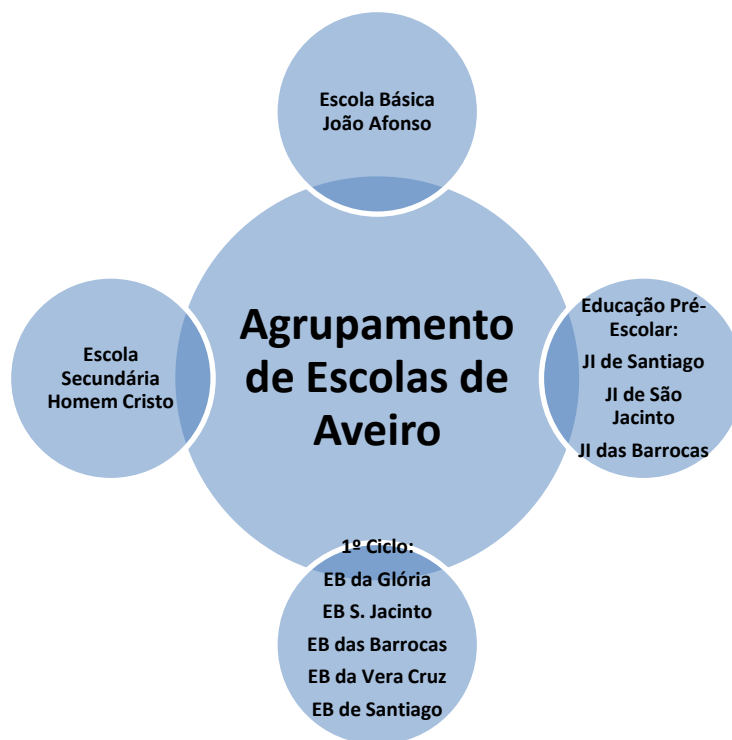 Escola Básica
João Afonso
Agrupamento
de Escolas de
Aveiro
Escola
Secundária
Homem Cristo
Educação Pré-
Escolar:
JI de Santiago
JI de São
Jacinto
JI das Barrocas
1º Ciclo:
EB da Glória
EB S. Jacinto
EB das Barrocas
EB da Vera Cruz
EB de Santiago